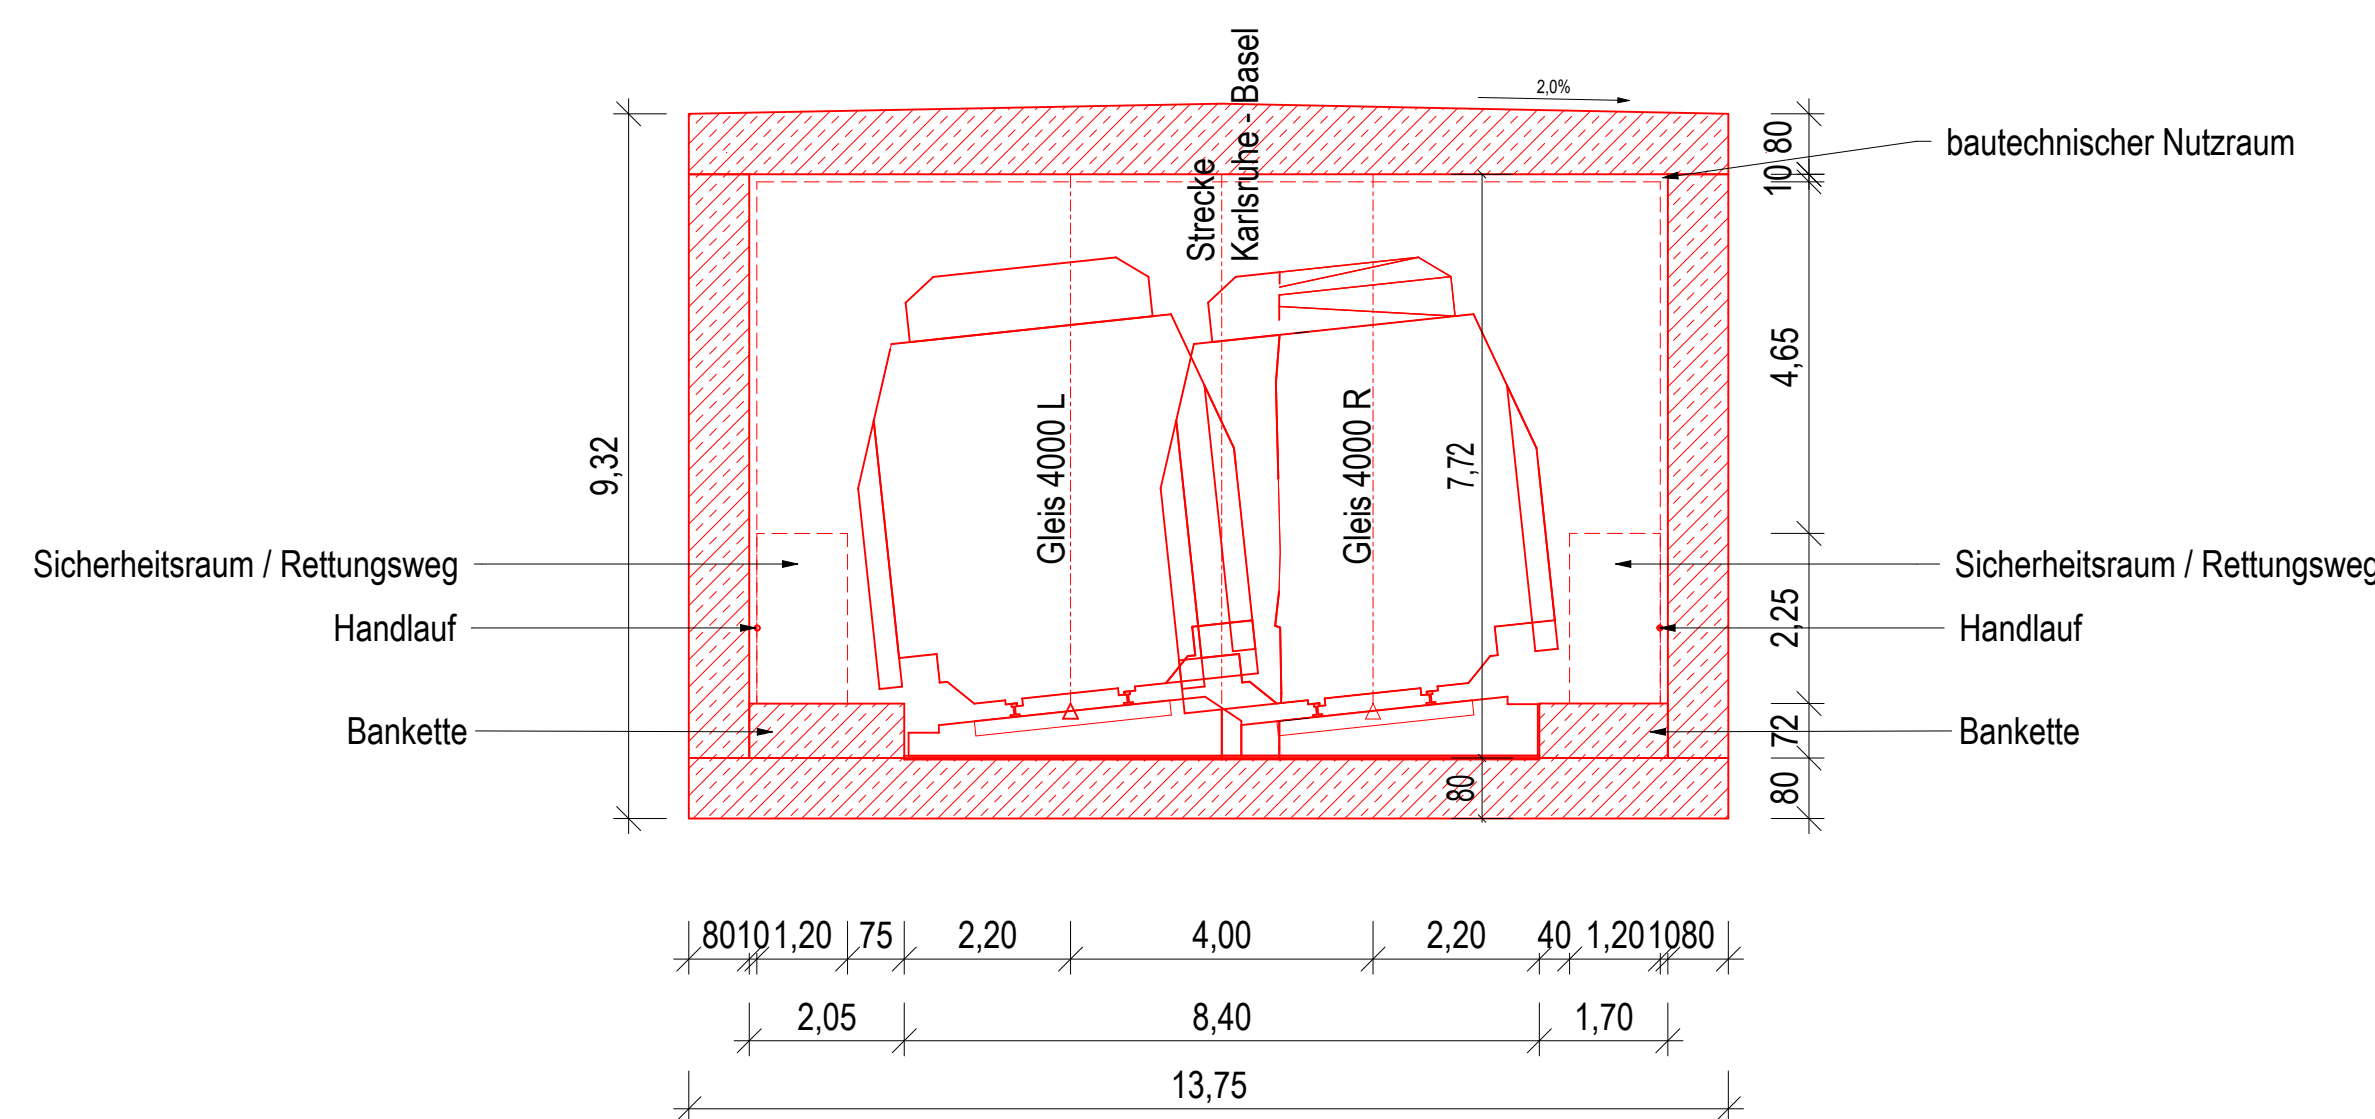 2,0%
Strecke
Karlsruhe - Basel
80
10
bautechnischer Nutzraum
4,65
9,32
Gleis 4000 L
Gleis 4000 R
7,72
Sicherheitsraum / Rettungsweg
Sicherheitsraum / Rettungsweg
2,25
Handlauf
Handlauf
Bankette
72
Bankette
80
80
80 10 1,20 75 2,20 4,00 2,20 40 1,20 10 80
2,05 8,40 1,70
13,75